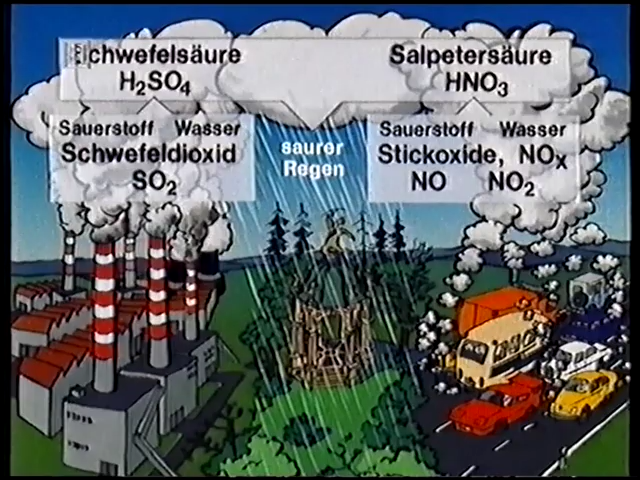 Schwefelsäure
H₂SO₄
Salpetersäure
HNO₃
Sauerstoff Wasser
Schwefeldioxid
SO₂
saurer
Regen
Sauerstoff Wasser
Stickoxide, NOₓ
NO NO₂